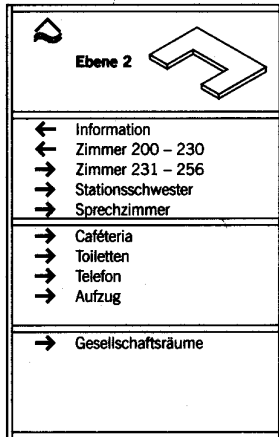 Ebene 2
← Information
← Zimmer 200 – 230
→ Zimmer 231 – 256
→ Stationsschwester
→ Sprechzimmer
→ Caféteria
→ Toiletten
→ Telefon
→ Aufzug
→ Gesellschaftsräume